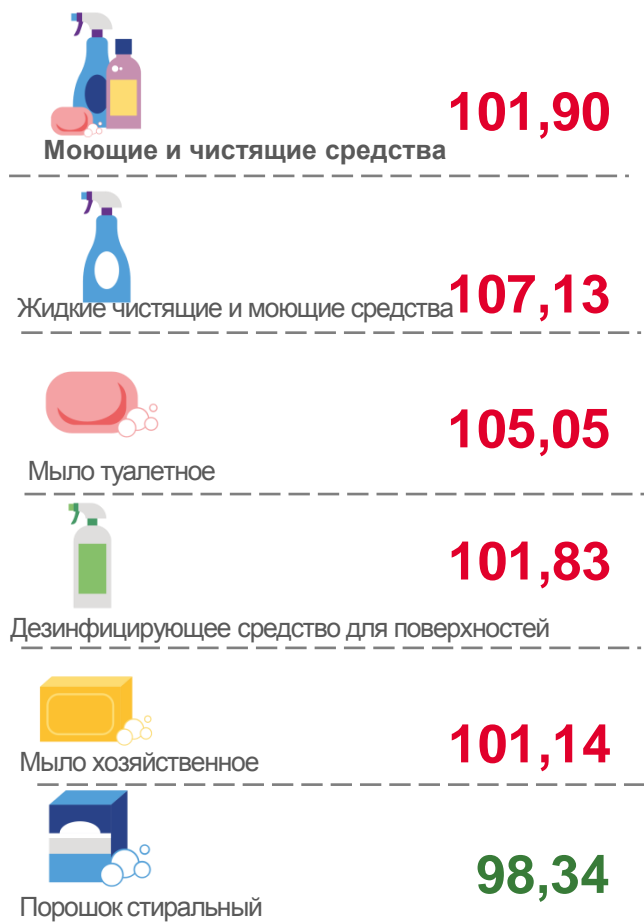 101,90
Моющие и чистящие средства
Жидкие чистящие и моющие средства 107,13
105,05
Мыло туалетное
101,83
Дезинфицирующее средство для поверхностей
101,14
Мыло хозяйственное
98,34
Порошок стиральный